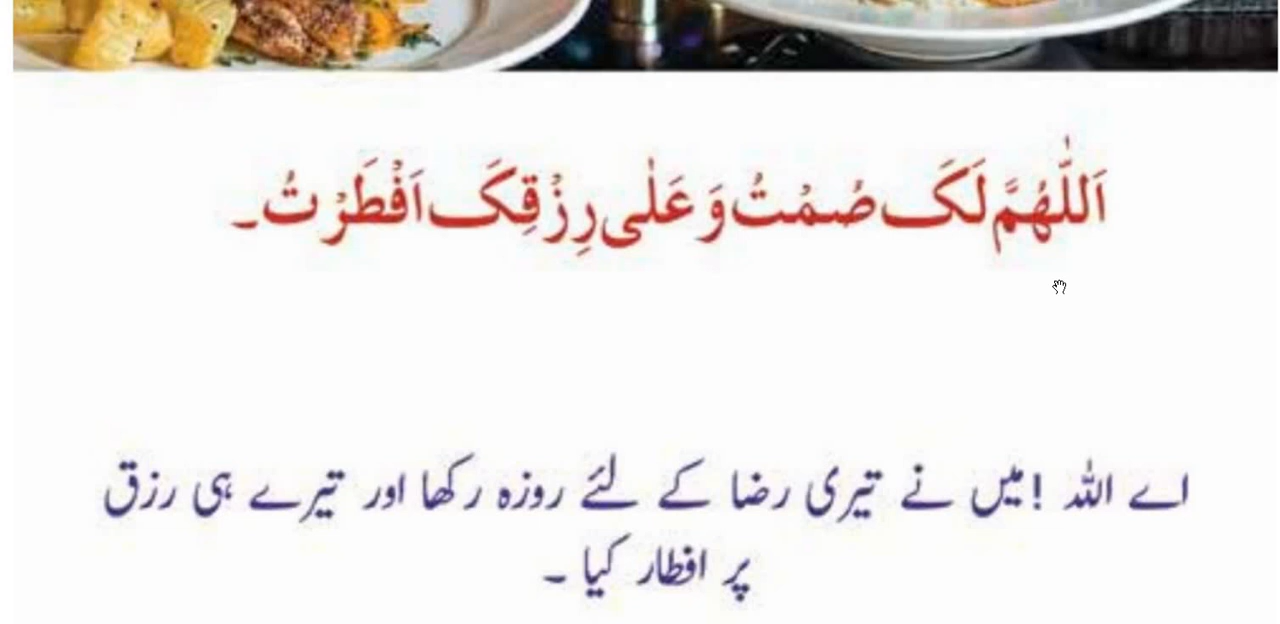 اَللّٰهُمَّ لَکَ صُمْتُ وَ عَلٰی رِزْقِکَ اَفْطَرْتُ۔
اے اللہ !میں نے تیری رضا کے لئے روزہ رکھا اور تیرے ہی رزق
پر افطار کیا ۔